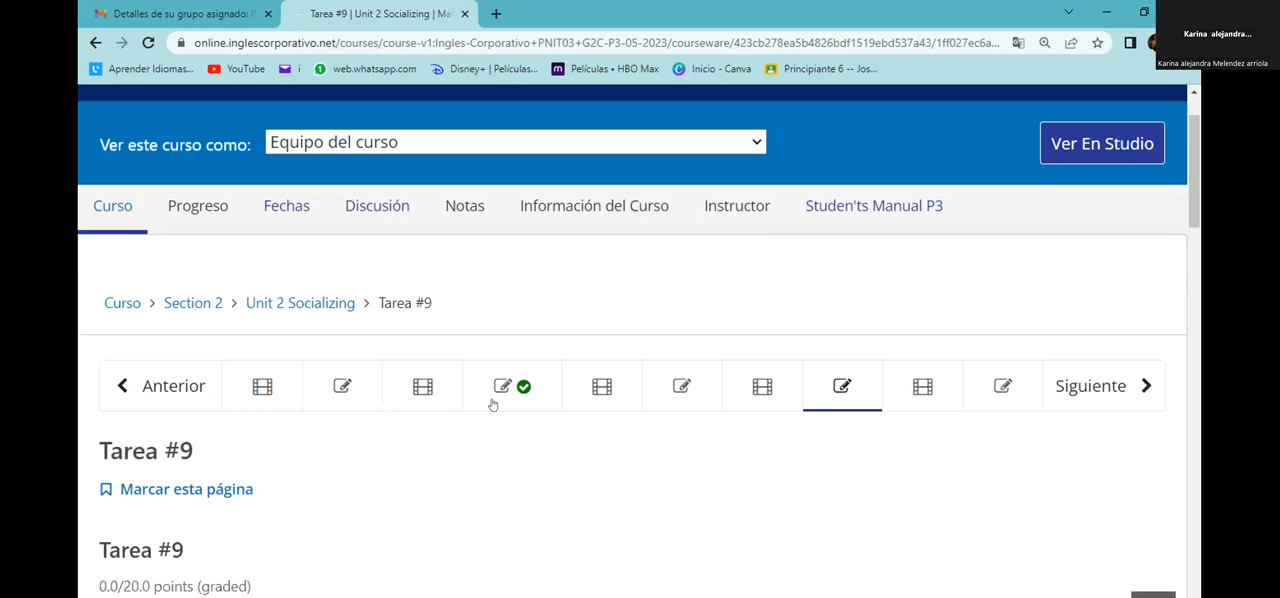 Detalles de su grupo asignado: I
Tarea #9 | Unit 2 Socializing | Ma
Karina alejandra...
online.inglescorporativo.net/courses/course-v1:Ingles-Corporativo+PNIT03+G2C-P3-05-2023/courseware/423cb278ea5b4826bdf1519ebd537a43/1ff027ec6a...
Karina alejandra Melendez arriola
Aprender Idiomas...
YouTube
i
web.whatsapp.com
Disney+ | Películas...
Películas • HBO Max
Inicio - Canva
Principiante 6 -- Jos...
Ver este curso como:
Equipo del curso
Ver En Studio
Curso
Progreso
Fechas
Discusión
Notas
Información del Curso
Instructor
Studen'ts Manual P3
Curso > Section 2 > Unit 2 Socializing > Tarea #9
Anterior
Siguiente
Tarea #9
Marcar esta página
Tarea #9
0.0/20.0 points (graded)